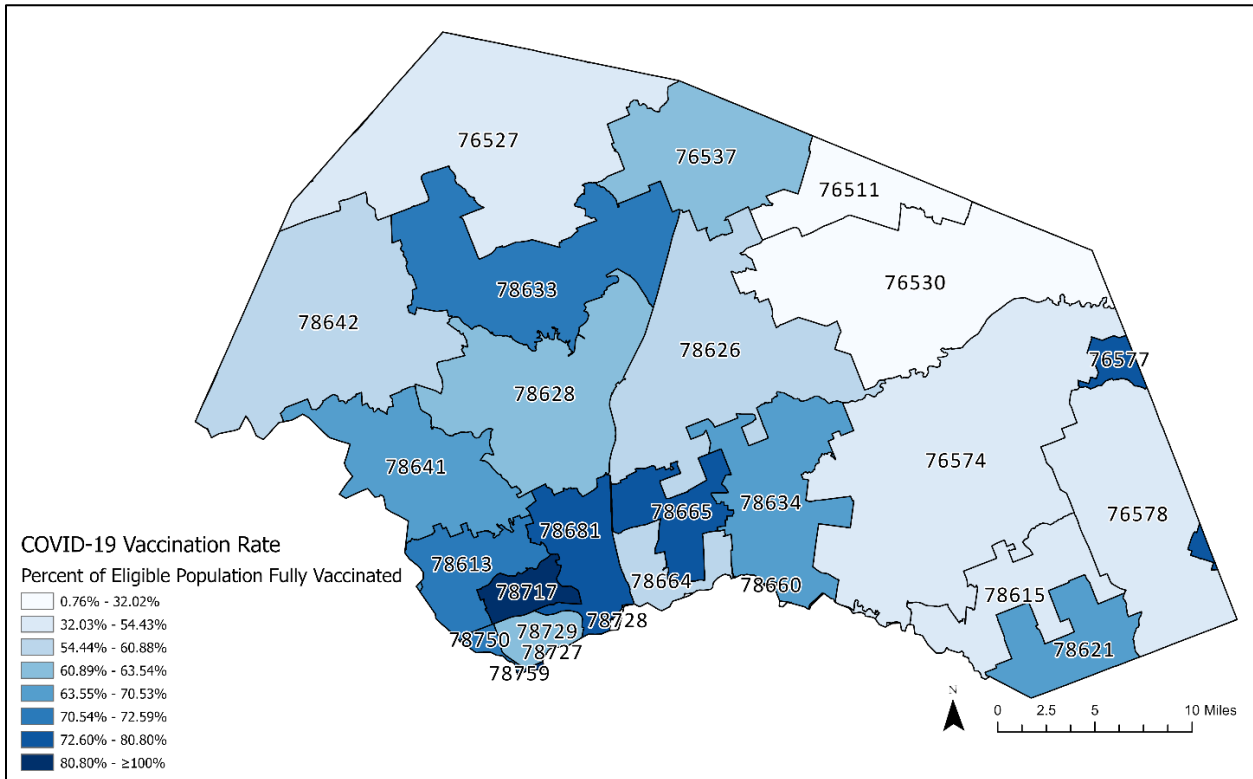 76527
76537
76511
76530
78633
78642
78626
76577
78628
76574
78641
78634
78665
76578
78681
78613
78664
78660
78717
78615
78728
78729
78750
78727
78621
78759
COVID-19 Vaccination Rate
Percent of Eligible Population Fully Vaccinated
0.76% - 32.02%
32.03% - 54.43%
54.44% - 60.88%
60.89% - 63.54%
63.55% - 70.53%
70.54% - 72.59%
72.60% - 80.80%
80.80% - ≥100%
N
0 2.5 5 10 Miles